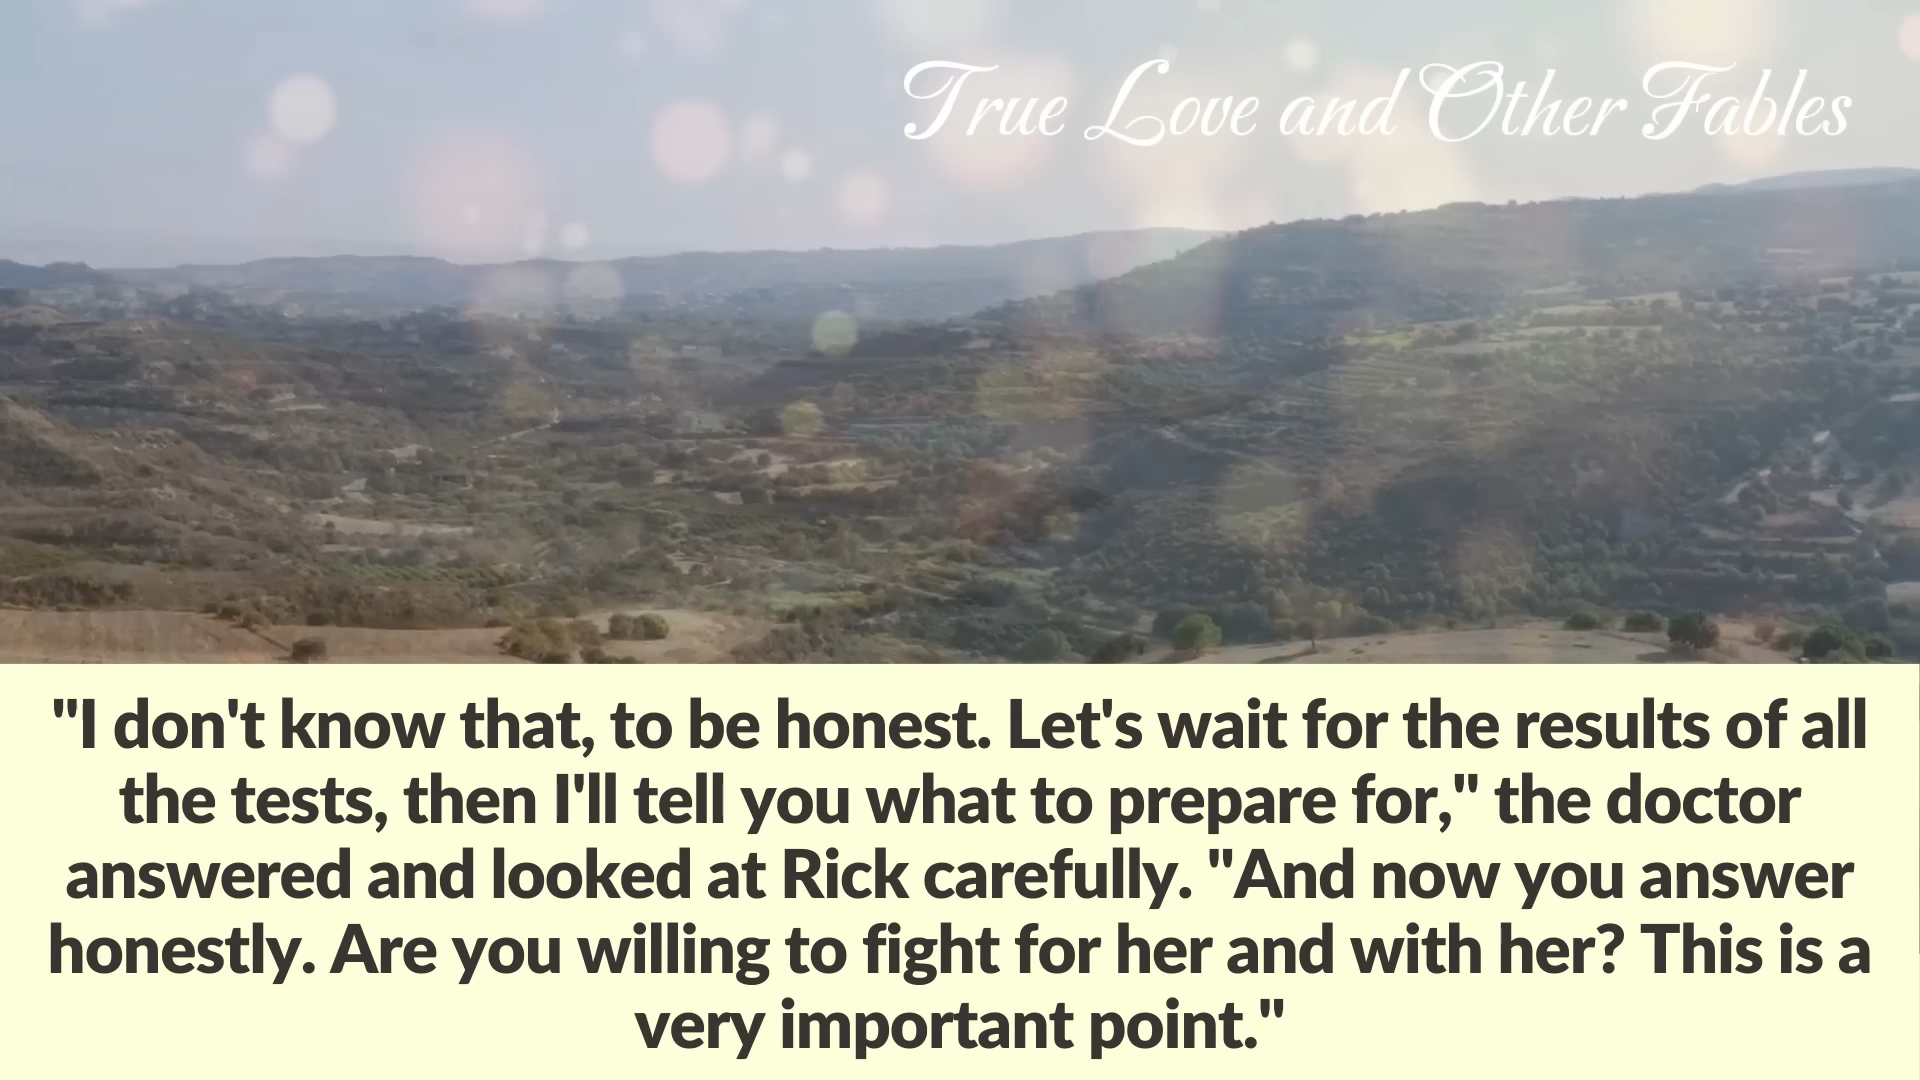 True Love and Other Fables
"I don't know that, to be honest. Let's wait for the results of all
the tests, then I'll tell you what to prepare for," the doctor
answered and looked at Rick carefully. "And now you answer
honestly. Are you willing to fight for her and with her? This is a
very important point."